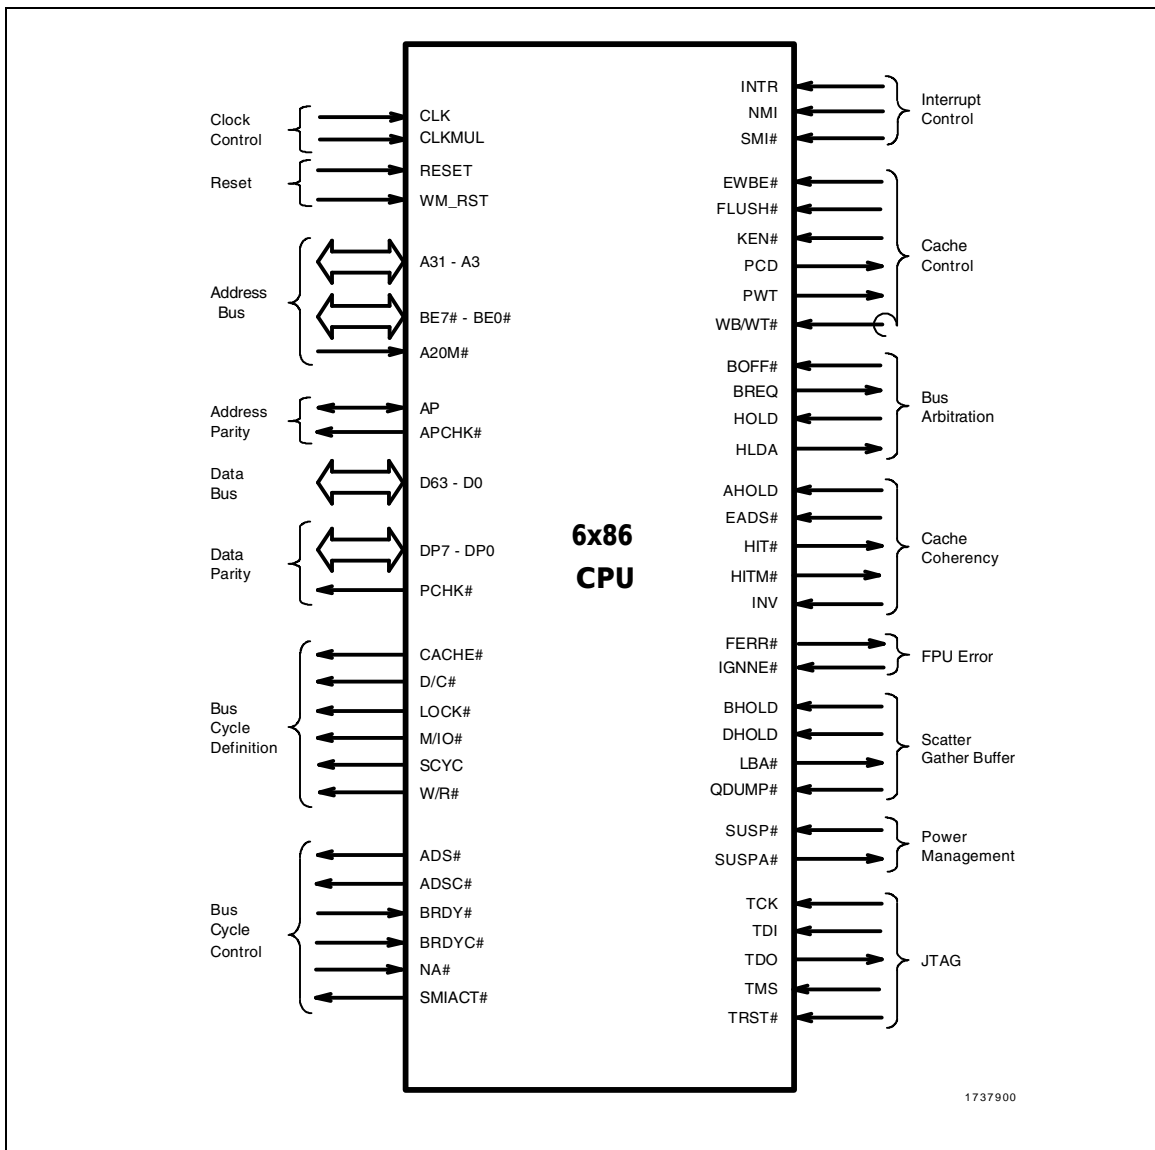 Clock
Control
CLK
CLKMUL
Reset
RESET
WM_RST
Address
Bus
A31 - A3
BE7# - BE0#
A20M#
Address
Parity
AP
APCHK#
Data
Bus
D63 - D0
Data
Parity
DP7 - DP0
PCHK#
Bus
Cycle
Definition
CACHE#
D/C#
LOCK#
M/IO#
SCYC
W/R#
Bus
Cycle
Control
ADS#
ADSC#
BRDY#
BRDYC#
NA#
SMIACT#
6x86
CPU
INTR
NMI
SMI#
Interrupt
Control
EWBE#
FLUSH#
KEN#
PCD
PWT
WB/WT#
Cache
Control
BOFF#
BREQ
HOLD
HLDA
Bus
Arbitration
AHOLD
EADS#
HIT#
HITM#
INV
Cache
Coherency
FERR#
IGNNE#
FPU Error
BHOLD
DHOLD
LBA#
QDUMP#
Scatter
Gather Buffer
SUSP#
SUSPA#
Power
Management
TCK
TDI
TDO
TMS
TRST#
JTAG
1737900